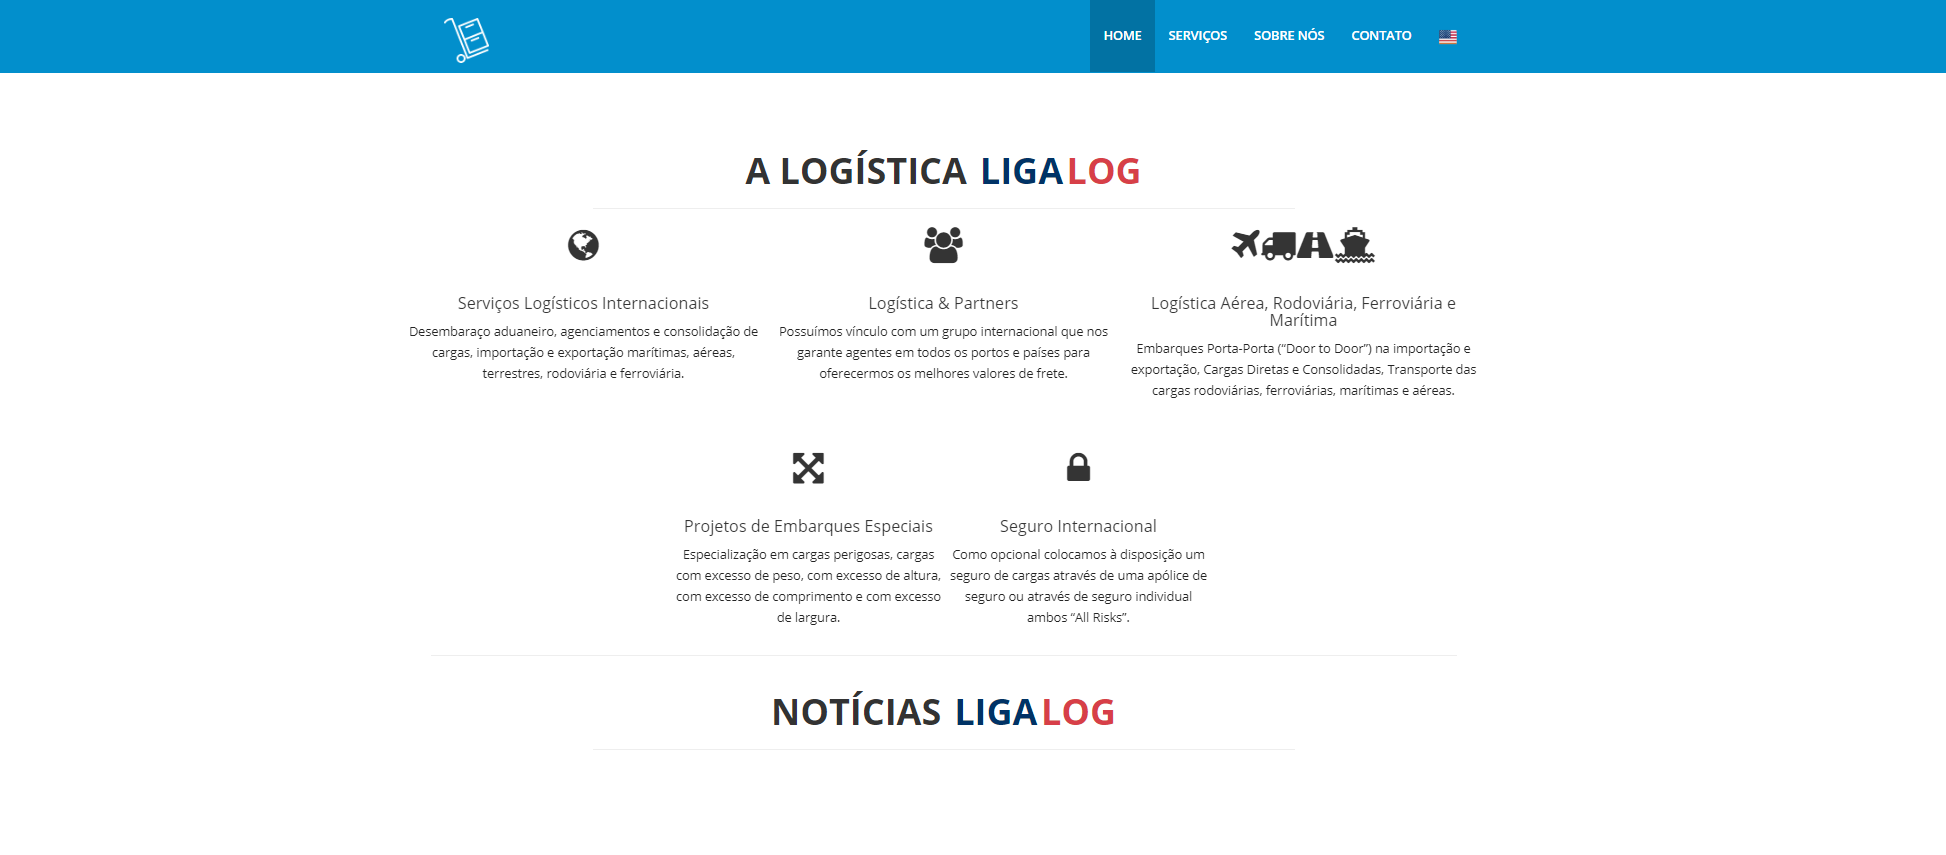 HOME SERVIÇOS SOBRE NÓS CONTATO
A LOGÍSTICA LIGALOG
Serviços Logísticos Internacionais
Desembaraço aduaneiro, agenciamentos e consolidação de
cargas, importação e exportação marítimas, aéreas,
terrestres, rodoviária e ferroviária.
Logística & Partners
Possuímos vínculo com um grupo internacional que nos
garante agentes em todos os portos e países para
oferecermos os melhores valores de frete.
Logística Aérea, Rodoviária, Ferroviária e
Marítima
Embarques Porta-Porta (“Door to Door”) na importação e
exportação, Cargas Diretas e Consolidadas, Transporte das
cargas rodoviárias, ferroviárias, marítimas e aéreas.
Projetos de Embarques Especiais
Especialização em cargas perigosas, cargas
com excesso de peso, com excesso de altura,
com excesso de comprimento e com excesso
de largura.
Seguro Internacional
Como opcional colocamos à disposição um
seguro de cargas através de uma apólice de
seguro ou através de seguro individual
ambos “All Risks”.
NOTÍCIAS LIGALOG